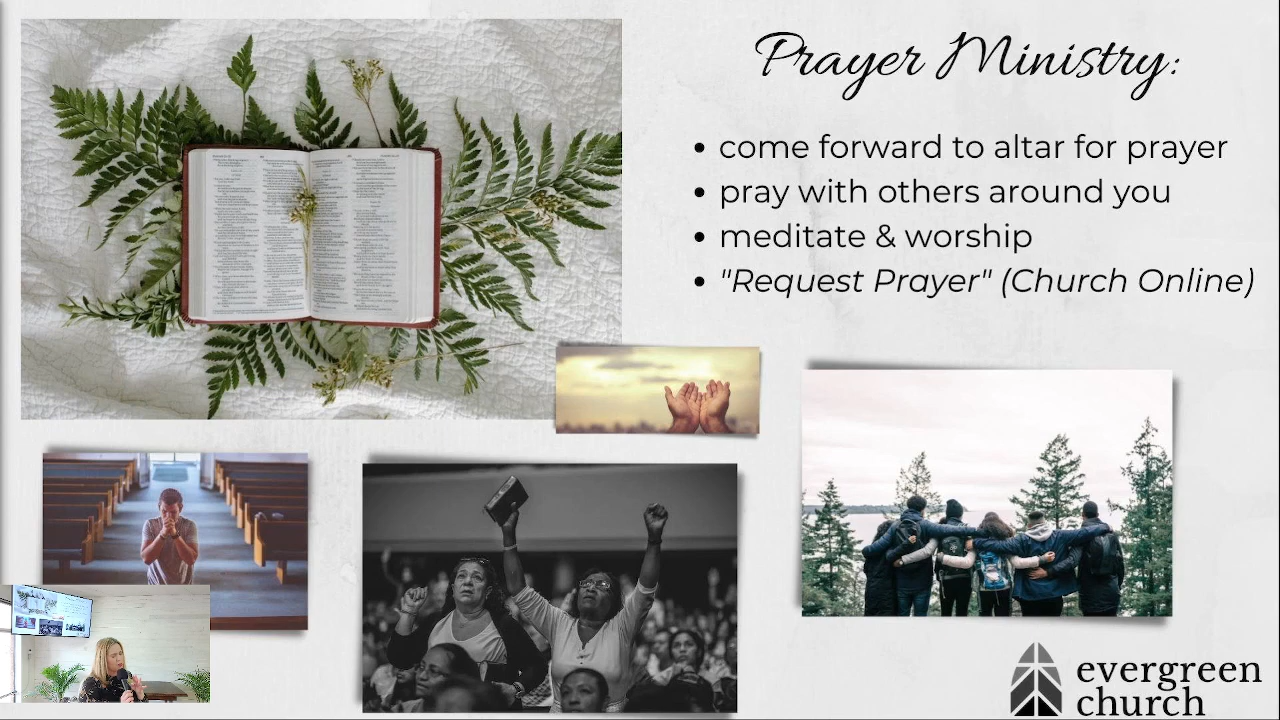 Prayer Ministry:
• come forward to altar for prayer
• pray with others around you
• meditate & worship
• "Request Prayer" (Church Online)
evergreen
church